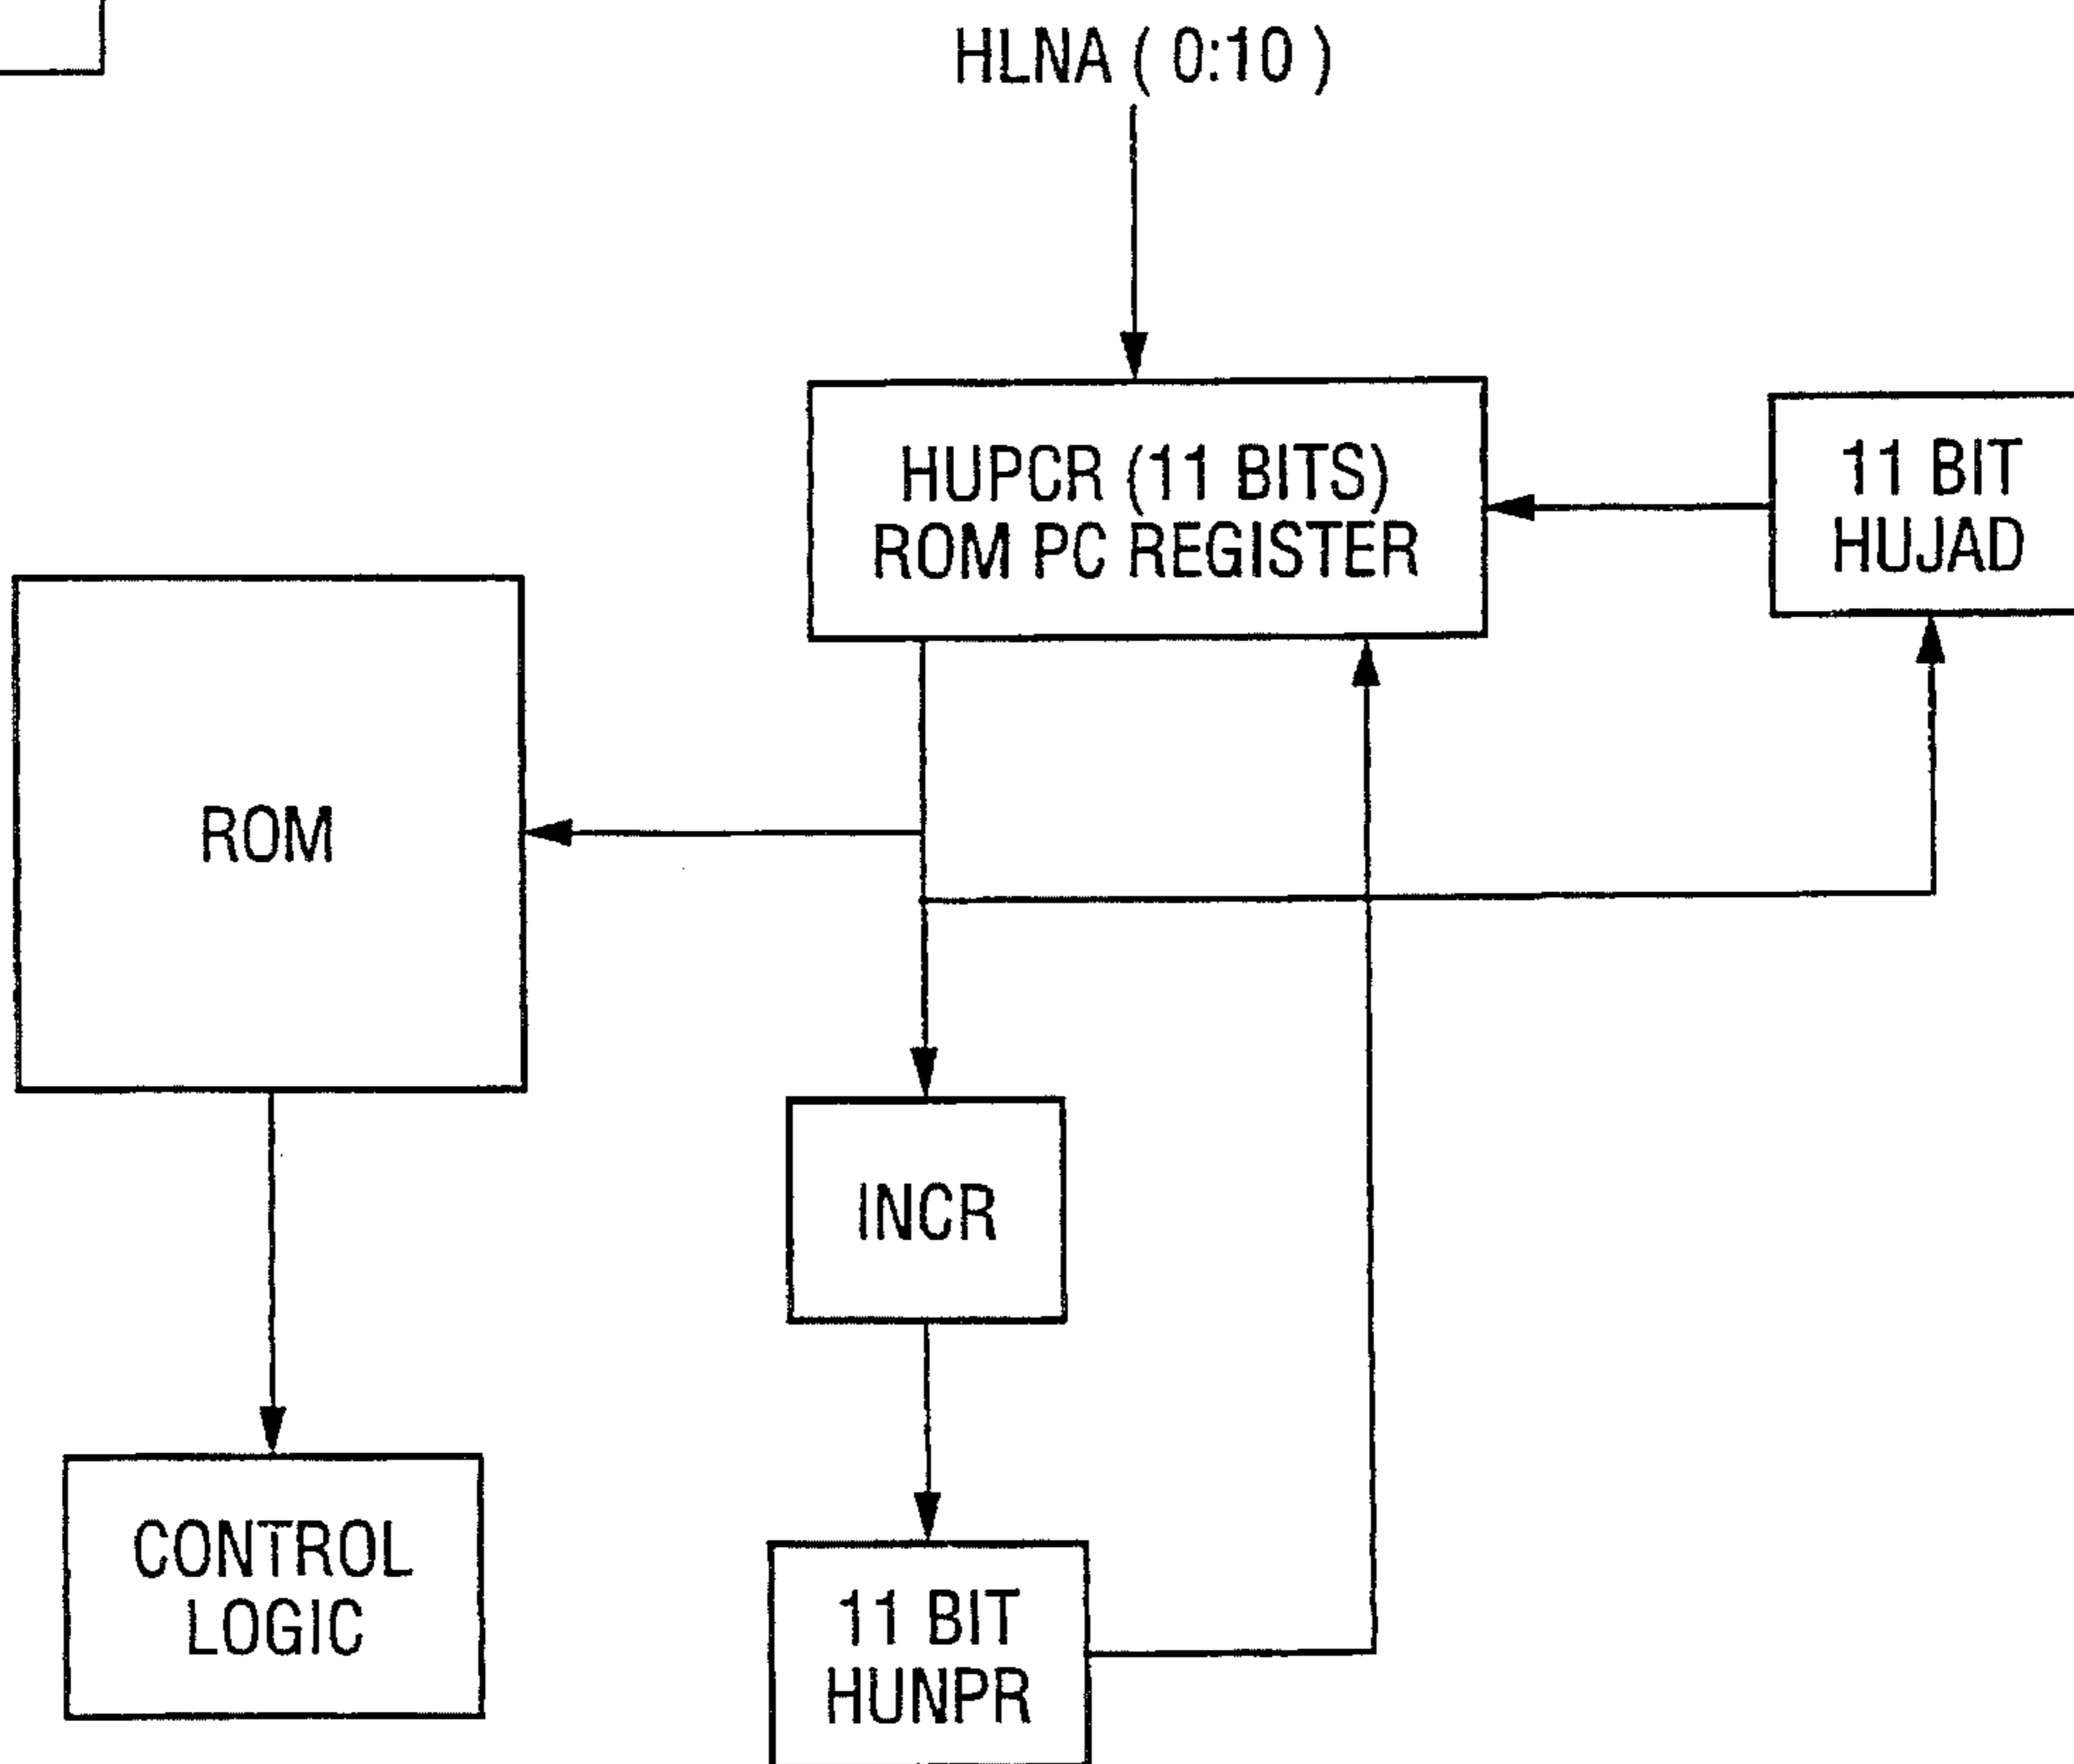 HLNA ( 0:10 )
HUPCR (11 BITS)
ROM PC REGISTER
11 BIT
HUJAD
ROM
INCR
CONTROL
LOGIC
11 BIT
HUNPR